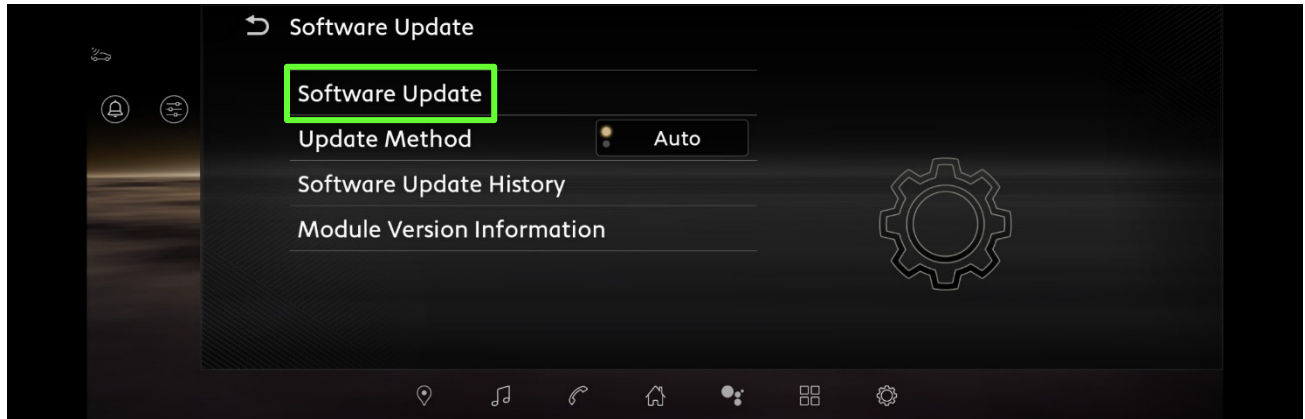 Software Update
Software Update
Update Method Auto
Software Update History
Module Version Information